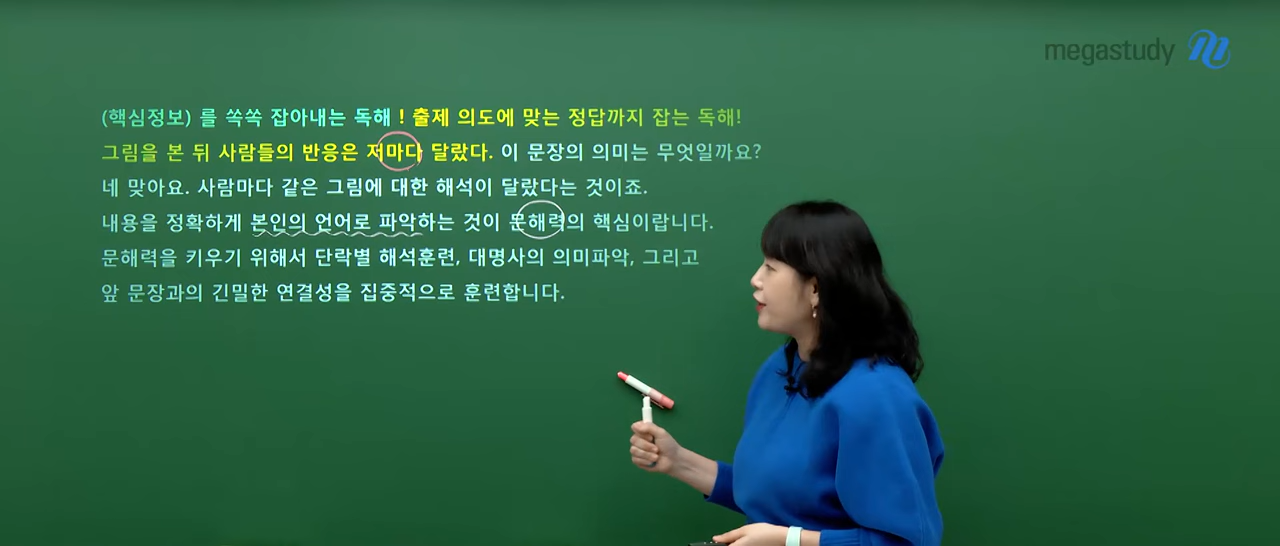 megastudy
(핵심정보) 를 쏙쏙 잡아내는 독해 ! 출제 의도에 맞는 정답까지 잡는 독해!
그림을 본 뒤 사람들의 반응은 저마다 달랐다. 이 문장의 의미는 무엇일까요?
네 맞아요. 사람마다 같은 그림에 대한 해석이 달랐다는 것이죠.
내용을 정확하게 본인의 언어로 파악하는 것이 문해력의 핵심이랍니다.
문해력을 키우기 위해서 단락별 해석훈련, 대명사의 의미파악, 그리고
앞 문장과의 긴밀한 연결성을 집중적으로 훈련합니다.